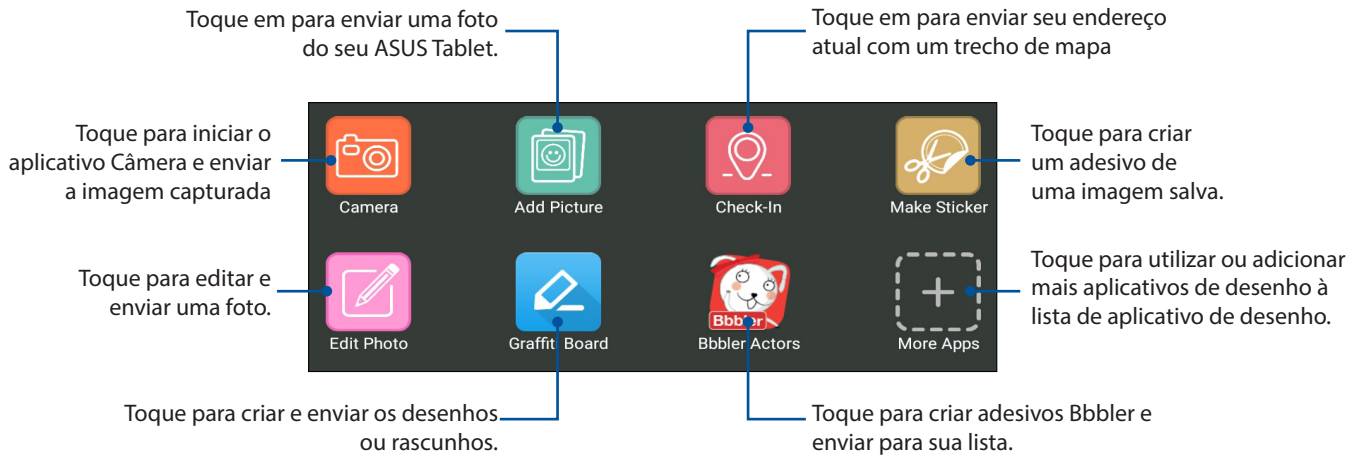 Toque em para enviar uma foto
do seu ASUS Tablet.
Toque em para enviar seu endereço
atual com um trecho de mapa
Toque para iniciar o
aplicativo Câmera e enviar
a imagem capturada
Toque para criar
um adesivo de
uma imagem salva.
Camera
Add Picture
Check-In
Make Sticker
Toque para editar e
enviar uma foto.
Toque para utilizar ou adicionar
mais aplicativos de desenho à
lista de aplicativo de desenho.
Bbbler
Edit Photo
Graffiti Board
Bbbler Actors
More Apps
Toque para criar e enviar os desenhos
ou rascunhos.
Toque para criar adesivos Bbbler e
enviar para sua lista.